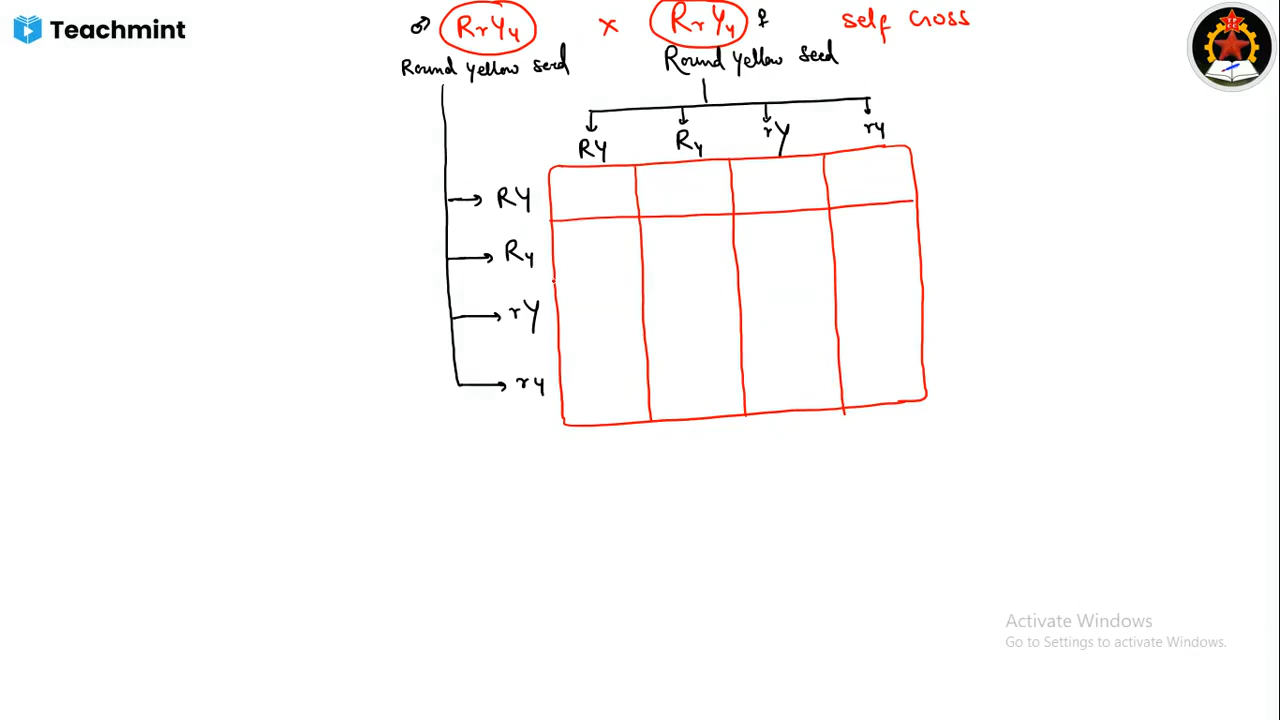 Teachmint
♂ RrYy × RrYy ♀ self cross
Round yellow seed Round yellow seed
RY Ry rY ry
RY
Ry
rY
ry
Activate Windows
Go to Settings to activate Windows.